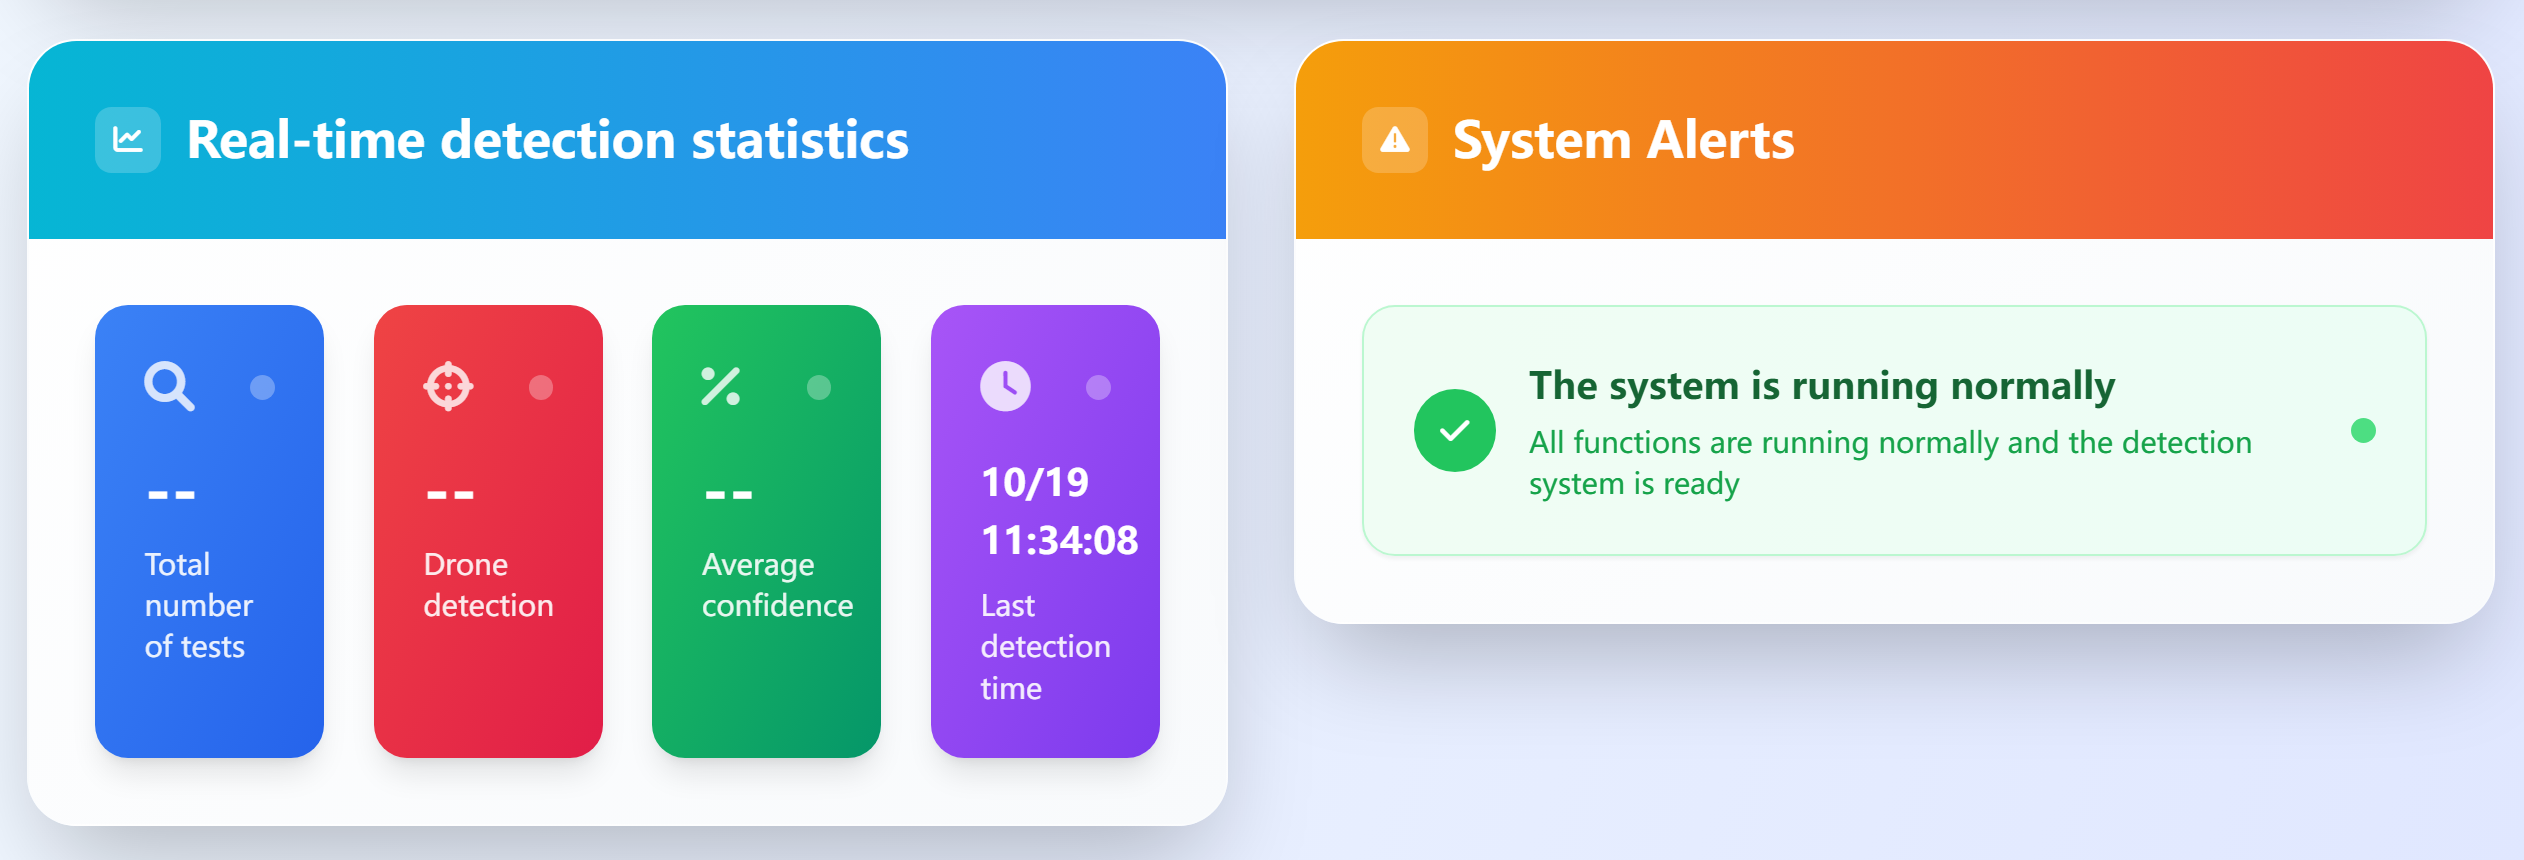 Real-time detection statistics
--
Total
number
of tests
--
Drone
detection
--
Average
confidence
10/19
11:34:08
Last
detection
time
System Alerts
The system is running normally
All functions are running normally and the detection
system is ready